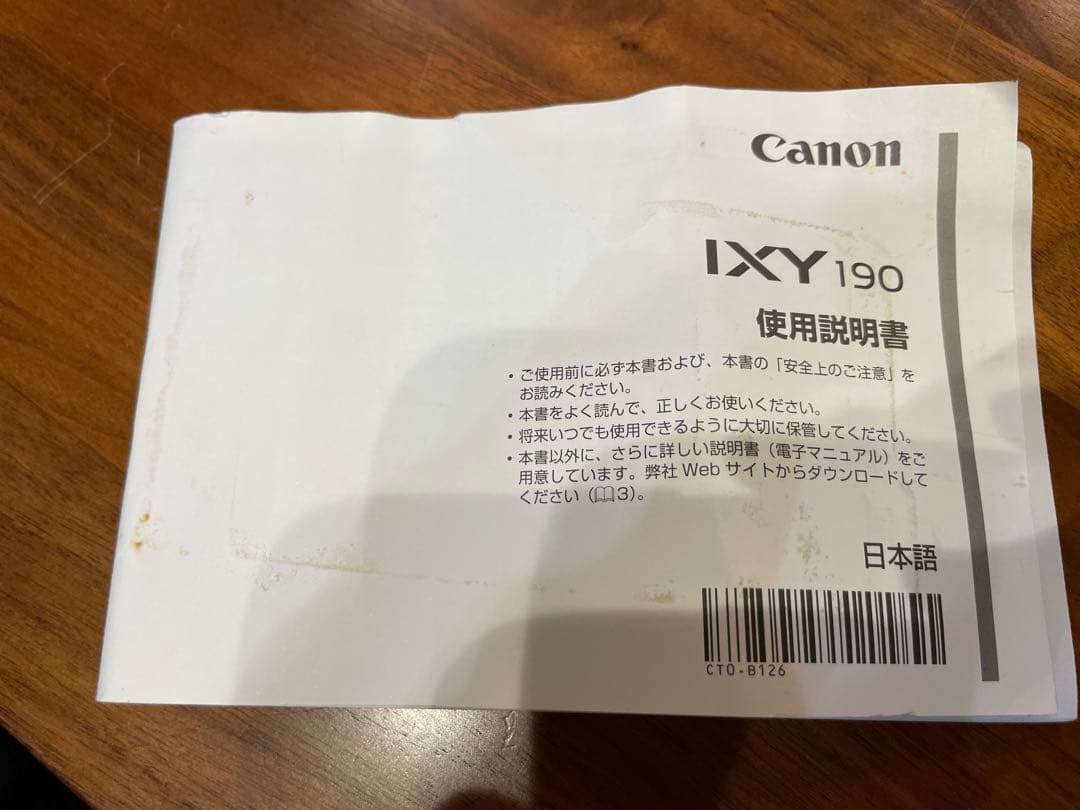 Canon
IXY 190
使用説明書
・ご使用前に必ず本書および、本書の「安全上のご注意」を
お読みください。
・本書をよく読んで、正しくお使いください。
・将来いつでも使用できるように大切に保管してください。
・本書以外に、さらに詳しい説明書（電子マニュアル）をご
用意しています。弊社 Web サイトからダウンロードして
ください（📖3）。
日本語
CT0-B126